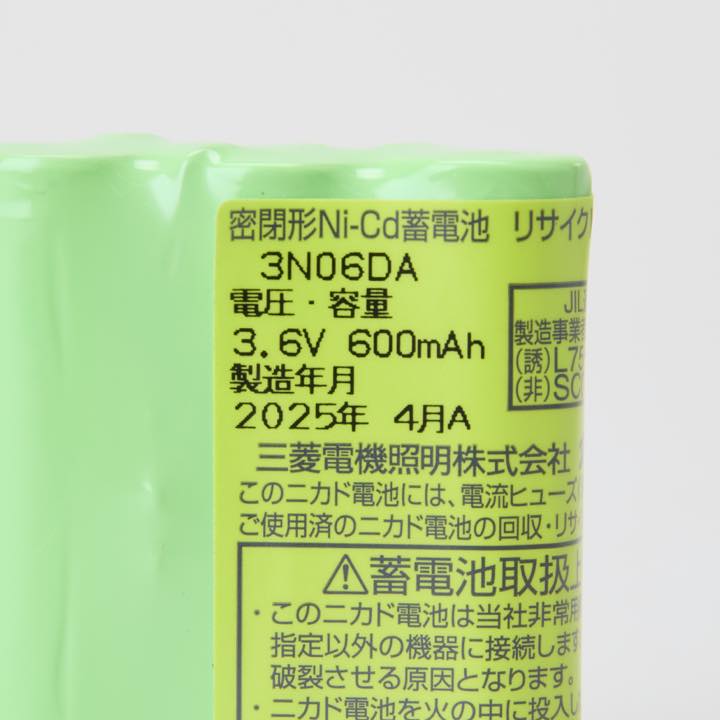 密閉形Ni-Cd蓄電池 リサイク
3N06DA
電圧・容量
3.6V 600mAh
製造年月
2025年 4月A
JIL
製造事業者
(誘)L75
(非)SO
三菱電機照明株式会社
このニカド電池には、電流ヒューズ
ご使用済のニカド電池の回収・リサ
⚠蓄電池取扱上
・このニカド電池は当社非常用
指定以外の機器に接続します
破裂させる原因となります。
・ニカド電池を火の中に投入し